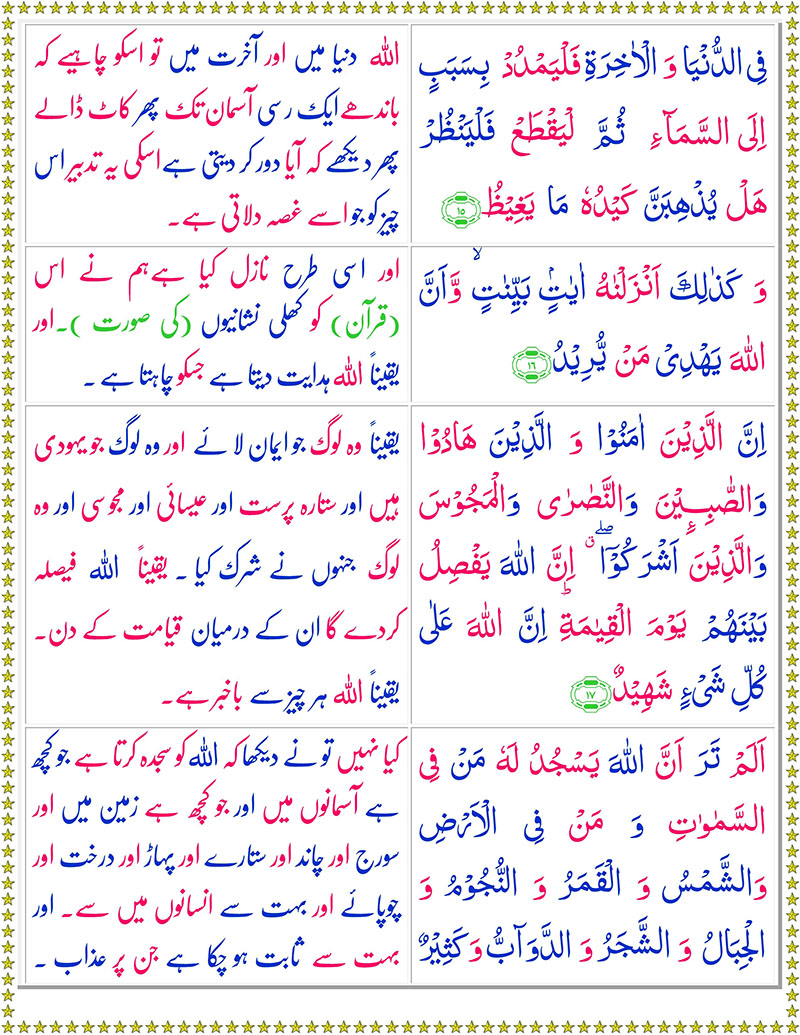 فِی الدُّنْیَا وَ الْاٰخِرَةِ فَلْیَمْدُدْ بِسَبَبٍ
اِلَی السَّمَآءِ ثُمَّ لْیَقْطَعْ فَلْیَنْظُرْ
هَلْ یُذْهِبَنَّ كَیْدُهٗ مَا یَغِیْظُ ﴿۱۵﴾
اللہ دنیا میں اور آخرت میں تو اسکو چاہیے کہ
باندھے ایک رسی آسمان تک پھر کاٹ ڈالے
پھر دیکھے کہ آیا دور کر دیتی ہے اسکی یہ تدبیر اس
چیز کو جو اسے غصہ دلاتی ہے۔
وَ كَذٰلِكَ اَنْزَلْنٰهُ اٰیٰتٍۭ بَیِّنٰتٍ ۙ وَّ اَنَّ
اللّٰهَ یَهْدِیْ مَنْ یُّرِیْدُ ﴿۱۶﴾
اور اسی طرح نازل کیا ہے ہم نے اس
(قرآن) کو کھلی نشانیوں (کی صورت )۔ اور
یقیناً اللہ ہدایت دیتا ہے جسکو چاہتا ہے ۔
اِنَّ الَّذِیْنَ اٰمَنُوْا وَ الَّذِیْنَ هَادُوْا
وَالصّٰبِـِٕیْنَ وَالنَّصٰرٰی وَالْمَجُوْسَ
وَالَّذِیْنَ اَشْرَكُوْۤا ۖۗ اِنَّ اللّٰهَ یَفْصِلُ
بَیْنَهُمْ یَوْمَ الْقِیٰمَةِ ؕ اِنَّ اللّٰهَ عَلٰی
كُلِّ شَیْءٍ شَهِیْدٌ ﴿۱۷﴾
یقیناً وہ لوگ جو ایمان لائے اور وہ لوگ جو یہودی
ہیں اور ستارہ پرست اور عیسائی اور مجوسی اور وہ
لوگ جنہوں نے شرک کیا ۔ یقیناً اللہ فیصلہ
کردے گا ان کے درمیان قیامت کے دن۔
یقیناً اللہ ہر چیز سے باخبر ہے۔
اَلَمْ تَرَ اَنَّ اللّٰهَ یَسْجُدُ لَهٗ مَنْ فِی
السَّمٰوٰتِ وَ مَنْ فِی الْاَرْضِ
وَالشَّمْسُ وَ الْقَمَرُ وَ النُّجُوْمُ وَ
الْجِبَالُ وَ الشَّجَرُ وَ الدَّوَآبُّ وَ كَثِیْرٌ
کیا نہیں تو نے دیکھا کہ اللہ کو سجدہ کرتا ہے جو کچھ
ہے آسمانوں میں اور جو کچھ ہے زمین میں اور
سورج اور چاند اور ستارے اور پہاڑ اور درخت اور
چوپائے اور بہت سے انسانوں میں سے۔ اور
بہت سے ثابت ہو چکا ہے جن پر عذاب ۔